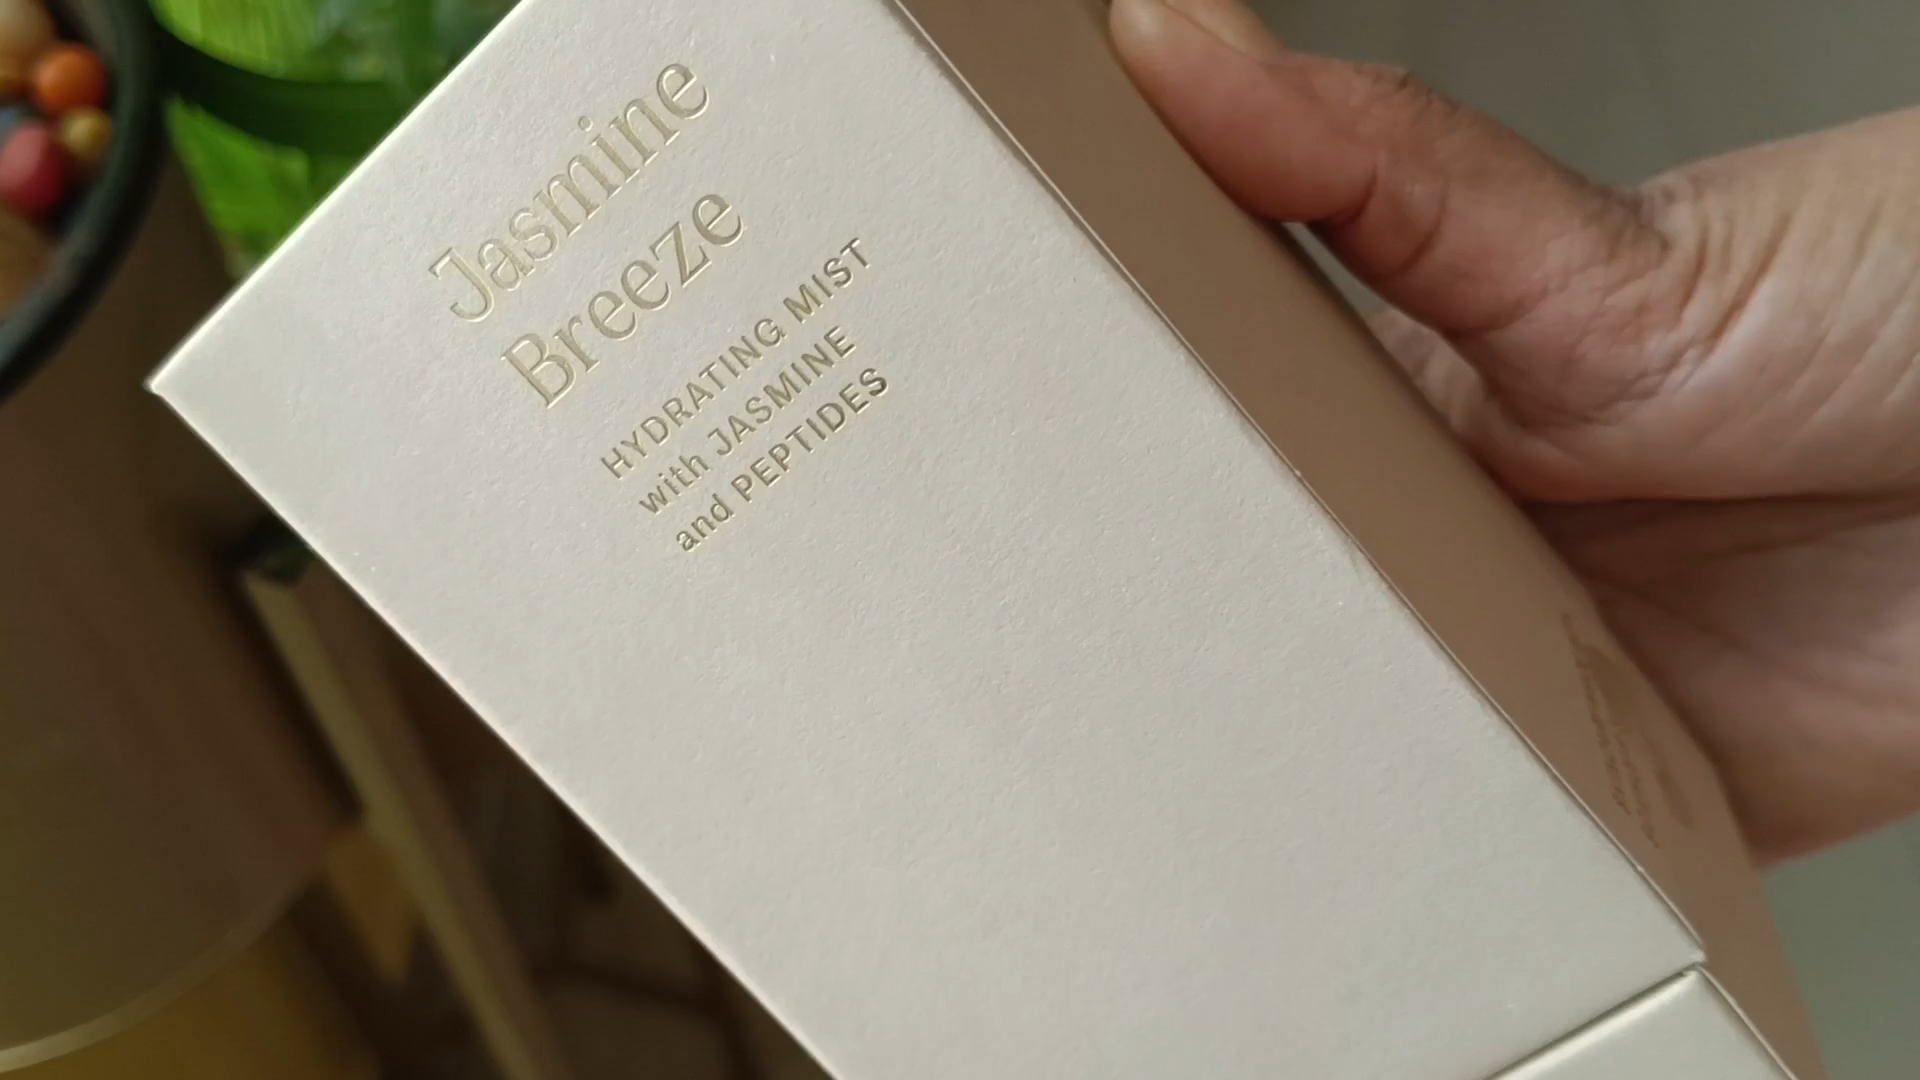 Jasmine
Breeze
HYDRATING MIST
with JASMINE
and PEPTIDES